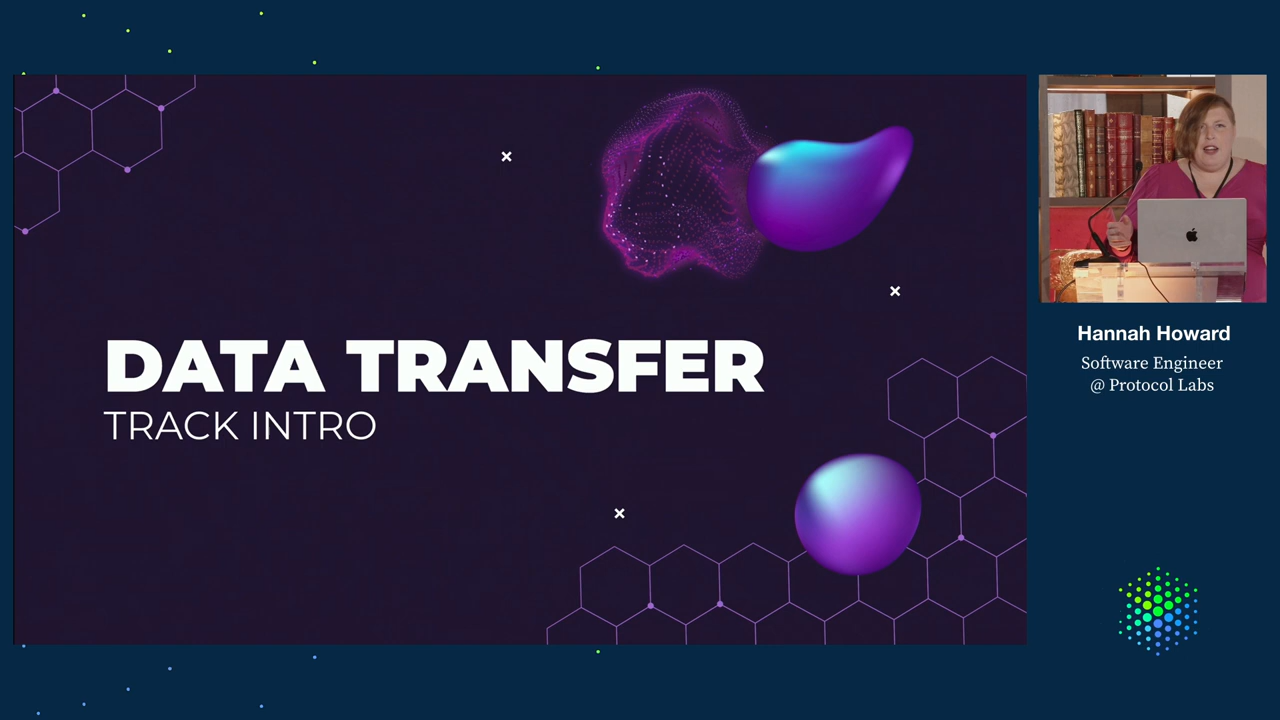 DATA TRANSFER
TRACK INTRO
Hannah Howard
Software Engineer
@ Protocol Labs